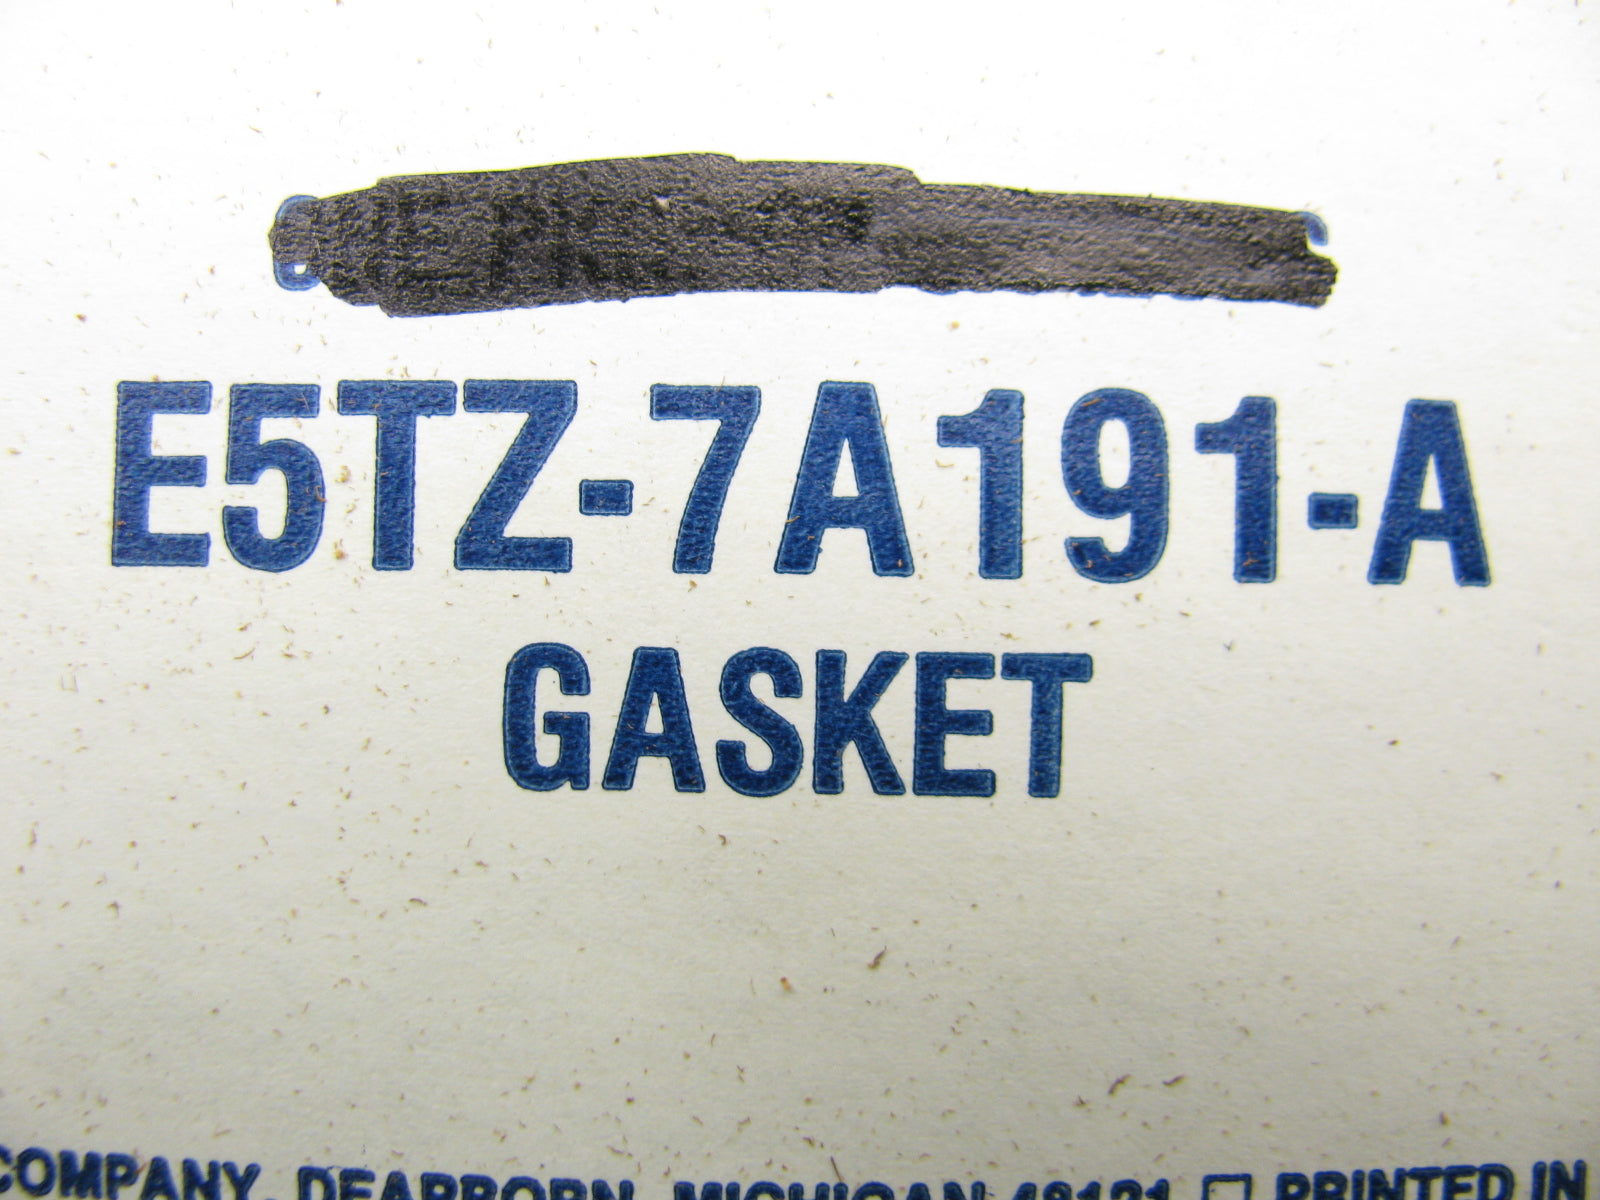 E5TZ-7A191-A
GASKET
COMPANY, DEARBORN, MICHIGAN 48121 □ PRINTED IN